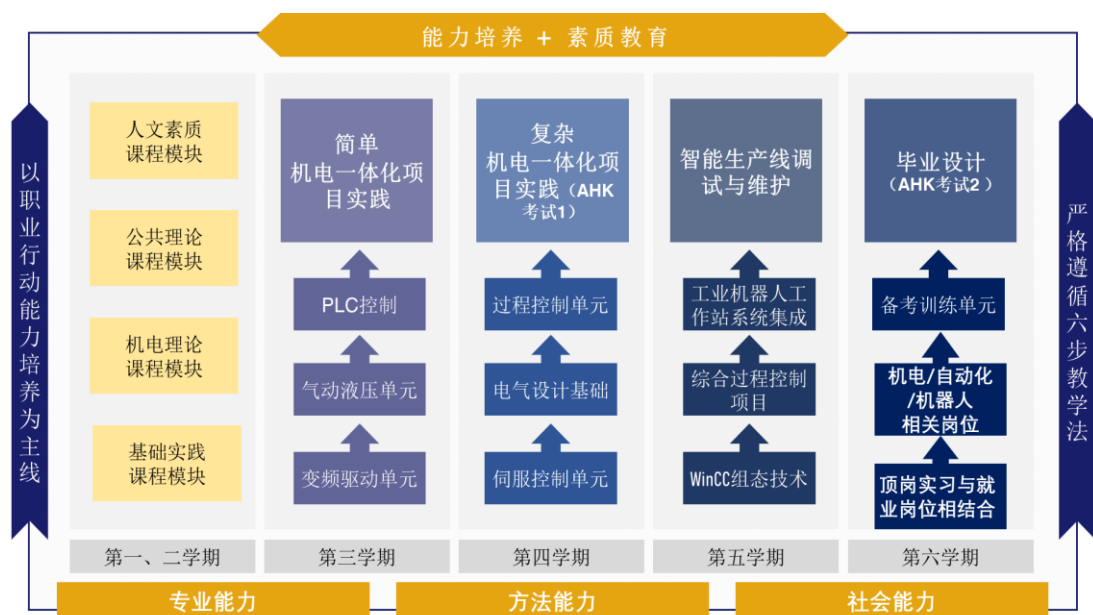 能力培养 + 素质教育
以职业行动能力培养为主线
人文素质
课程模块
公共理论
课程模块
机电理论
课程模块
基础实践
课程模块
第一、二学期
简单
机电一体化项
目实践
PLC控制
气动液压单元
变频驱动单元
第三学期
复杂
机电一体化项
目实践（AHK
考试1）
过程控制单元
电气设计基础
伺服控制单元
第四学期
智能生产线调
试与维护
工业机器人工
作站系统集成
综合过程控制
项目
WinCC组态技术
第五学期
毕业设计
（AHK考试2）
备考训练单元
机电/自动化
/机器人
相关岗位
顶岗实习与就
业岗位相结合
第六学期
严格遵循六步教学法
专业能力
方法能力
社会能力